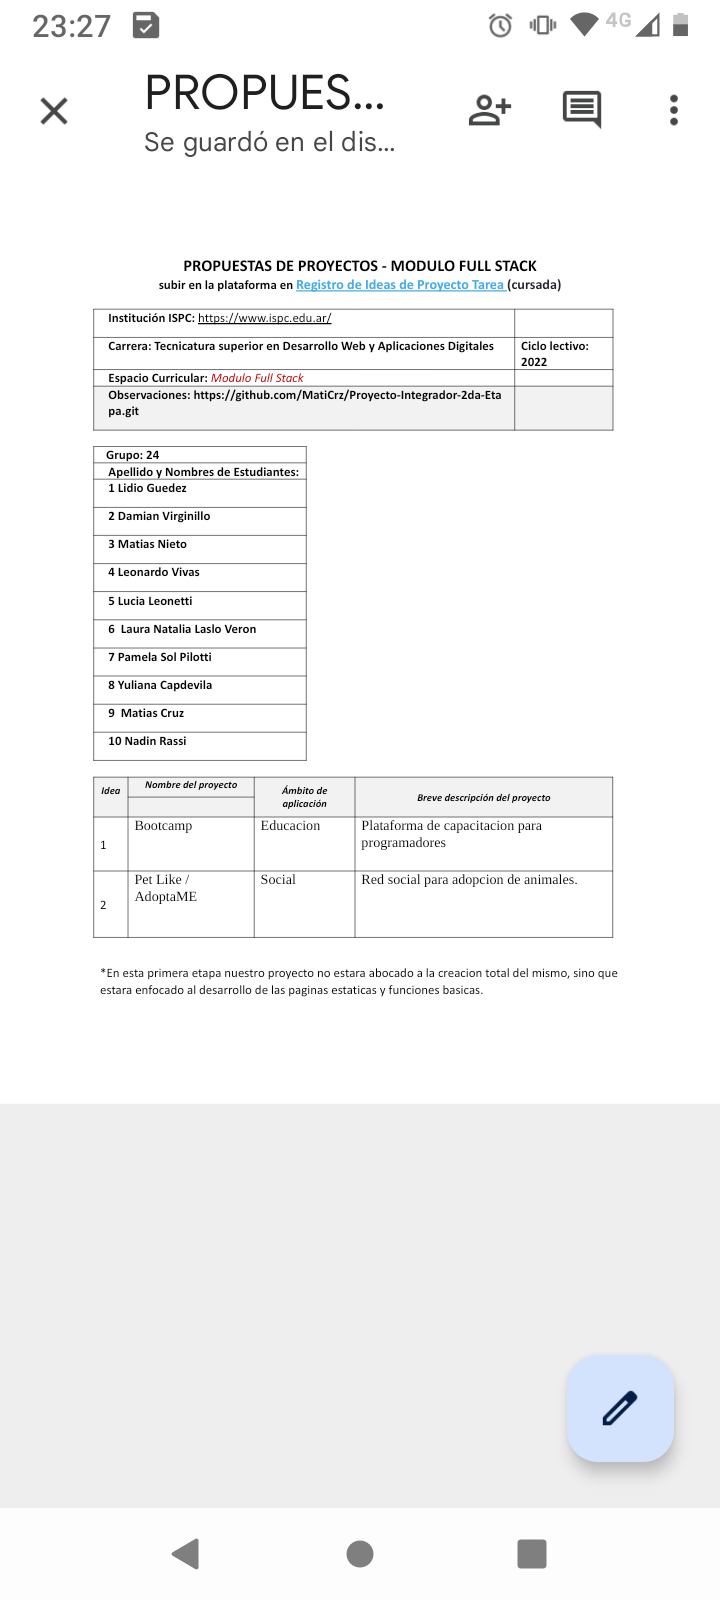 23:27
4G
PROPUES...
Se guardó en el dis...
PROPUESTAS DE PROYECTOS - MODULO FULL STACK
subir en la plataforma en Registro de Ideas de Proyecto Tarea (cursada)
Institución ISPC: https://www.ispc.edu.ar/
Carrera: Tecnicatura superior en Desarrollo Web y Aplicaciones Digitales
Ciclo lectivo:
2022
Espacio Curricular: Modulo Full Stack
Observaciones: https://github.com/MatiCrz/Proyecto-Integrador-2da-Eta
pa.git
Grupo: 24
Apellido y Nombres de Estudiantes:
1 Lidio Guedez
2 Damian Virginillo
3 Matias Nieto
4 Leonardo Vivas
5 Lucia Leonetti
6 Laura Natalia Laslo Veron
7 Pamela Sol Pilotti
8 Yuliana Capdevila
9 Matias Cruz
10 Nadin Rassi
Idea
Nombre del proyecto
Ámbito de
aplicación
Breve descripción del proyecto
1
Bootcamp
Educacion
Plataforma de capacitacion para
programadores
2
Pet Like /
AdoptaME
Social
Red social para adopcion de animales.
*En esta primera etapa nuestro proyecto no estara abocado a la creacion total del mismo, sino que
estara enfocado al desarrollo de las paginas estaticas y funciones basicas.